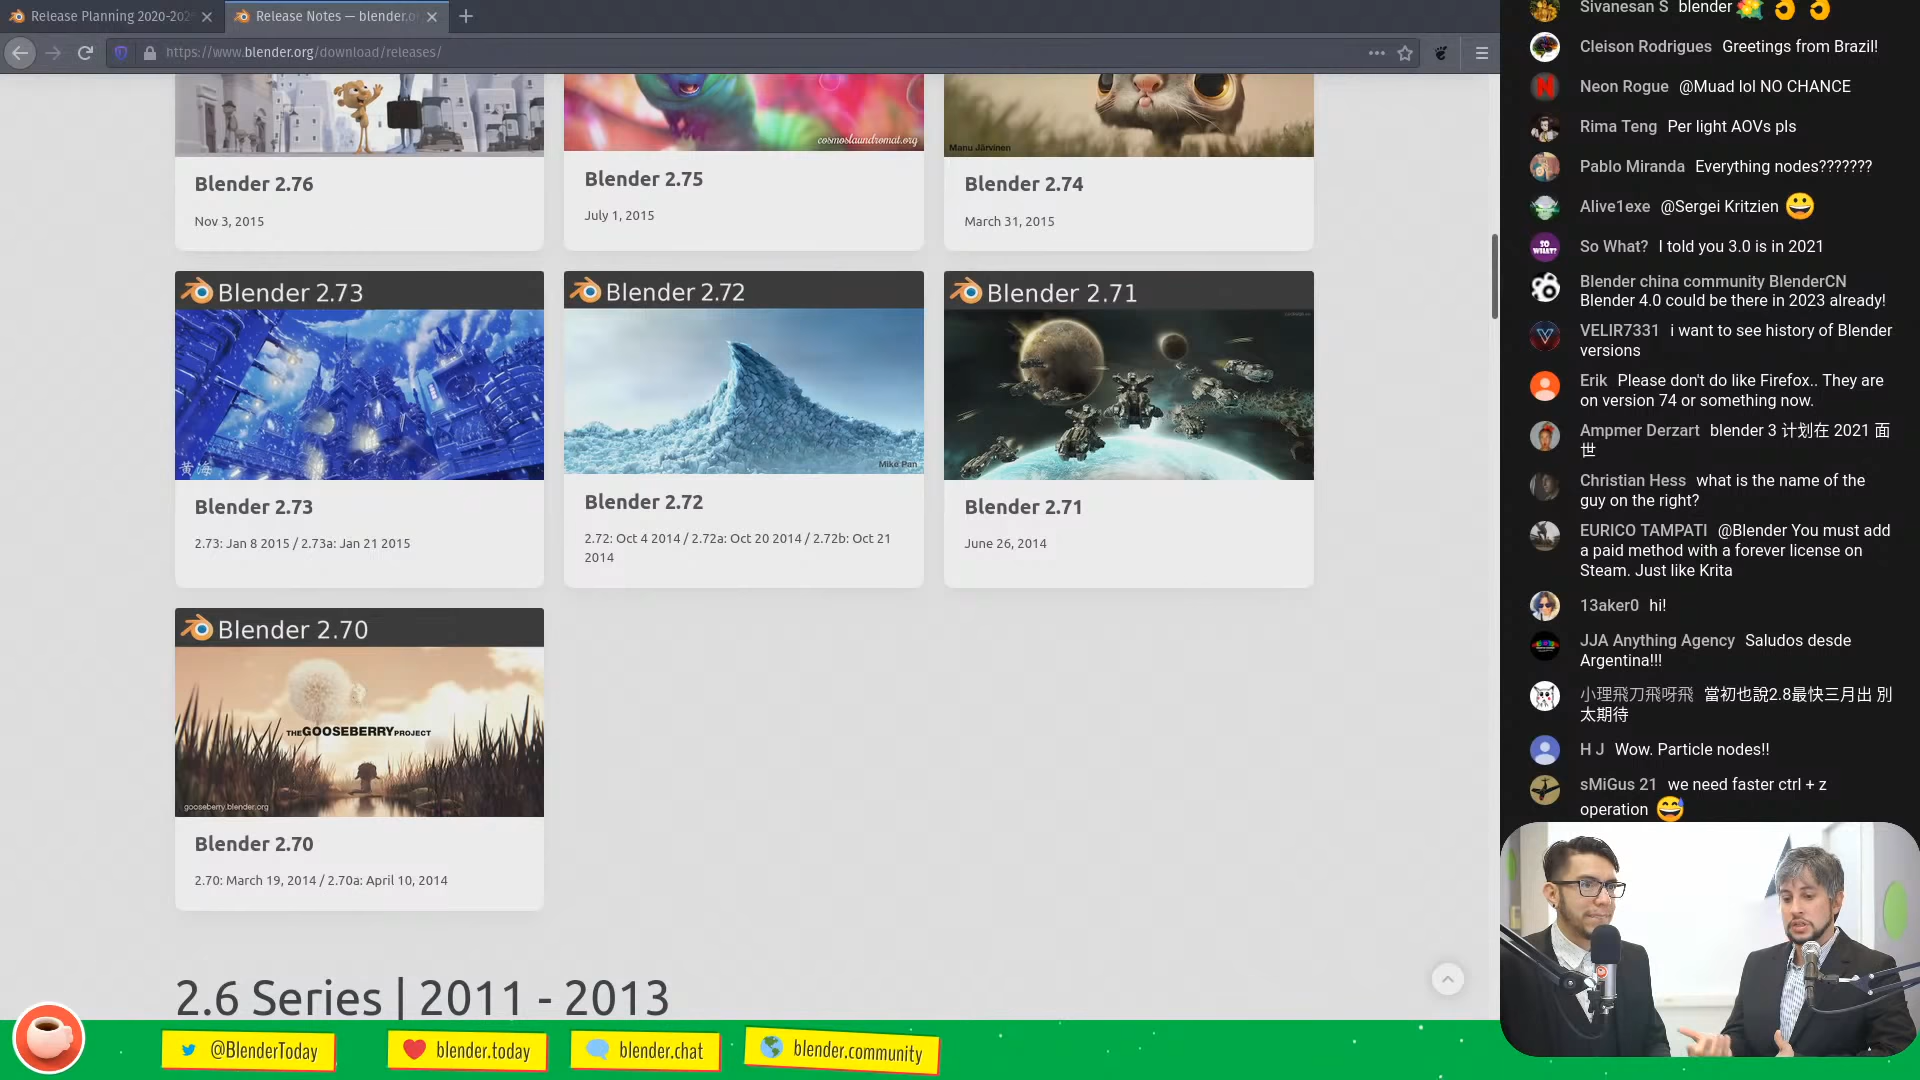 Release Planning 2020-202
Release Notes — blender.o
https://www.blender.org/download/releases/
cosmoslaundromat.org
Manu Järvinen
Blender 2.76
Nov 3, 2015
Blender 2.75
July 1, 2015
Blender 2.74
March 31, 2015
Blender 2.73
黄海
Blender 2.73
2.73: Jan 8 2015 / 2.73a: Jan 21 2015
Blender 2.72
Mike Pan
Blender 2.72
2.72: Oct 4 2014 / 2.72a: Oct 20 2014 / 2.72b: Oct 21
2014
Blender 2.71
Blender 2.71
June 26, 2014
Blender 2.70
THEGOOSEBERRYPROJECT
gooseberry.blender.org
Blender 2.70
2.70: March 19, 2014 / 2.70a: April 10, 2014
2.6 Series | 2011 - 2013
@BlenderToday
blender.today
blender.chat
blender.community
Sivanesan S blender
Cleison Rodrigues Greetings from Brazil!
N
Neon Rogue @Muad lol NO CHANCE
Rima Teng Per light AOVs pls
Pablo Miranda Everything nodes???????
Alive1exe @Sergei Kritzien
SO
WHAT?
So What? I told you 3.0 is in 2021
Blender china community BlenderCN
Blender 4.0 could be there in 2023 already!
VELIR7331 i want to see history of Blender
versions
Erik Please don't do like Firefox.. They are
on version 74 or something now.
Ampmer Derzart blender 3 计划在 2021 面
世
Christian Hess what is the name of the
guy on the right?
EURICO TAMPATI @Blender You must add
a paid method with a forever license on
Steam. Just like Krita
13aker0 hi!
JJA Anything Agency Saludos desde
Argentina!!!
小理飛刀飛呀飛 當初也說2.8最快三月出 別
太期待
H J Wow. Particle nodes!!
sMiGus 21 we need faster ctrl + z
operation